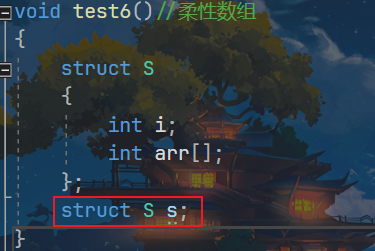 void test6()//柔性数组
{
struct S
{
int i;
int arr[];
};
struct S s;
}